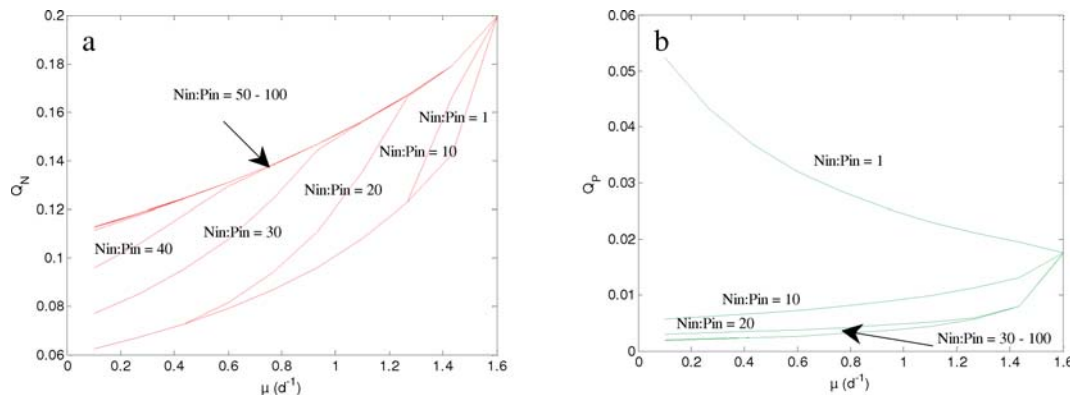 a
0.2
0.18
0.16
0.14
0.12
0.1
0.08
0.06
Q_N
Nin:Pin = 50 - 100
Nin:Pin = 1
Nin:Pin = 10
Nin:Pin = 20
Nin:Pin = 30
Nin:Pin = 40
0 0.2 0.4 0.6 0.8 1 1.2 1.4 1.6
μ (d⁻¹)
b
0.06
0.05
0.04
0.03
0.02
0.01
0
Q_P
Nin:Pin = 1
Nin:Pin = 10
Nin:Pin = 20
Nin:Pin = 30 - 100
0 0.2 0.4 0.6 0.8 1 1.2 1.4 1.6
μ (d⁻¹)